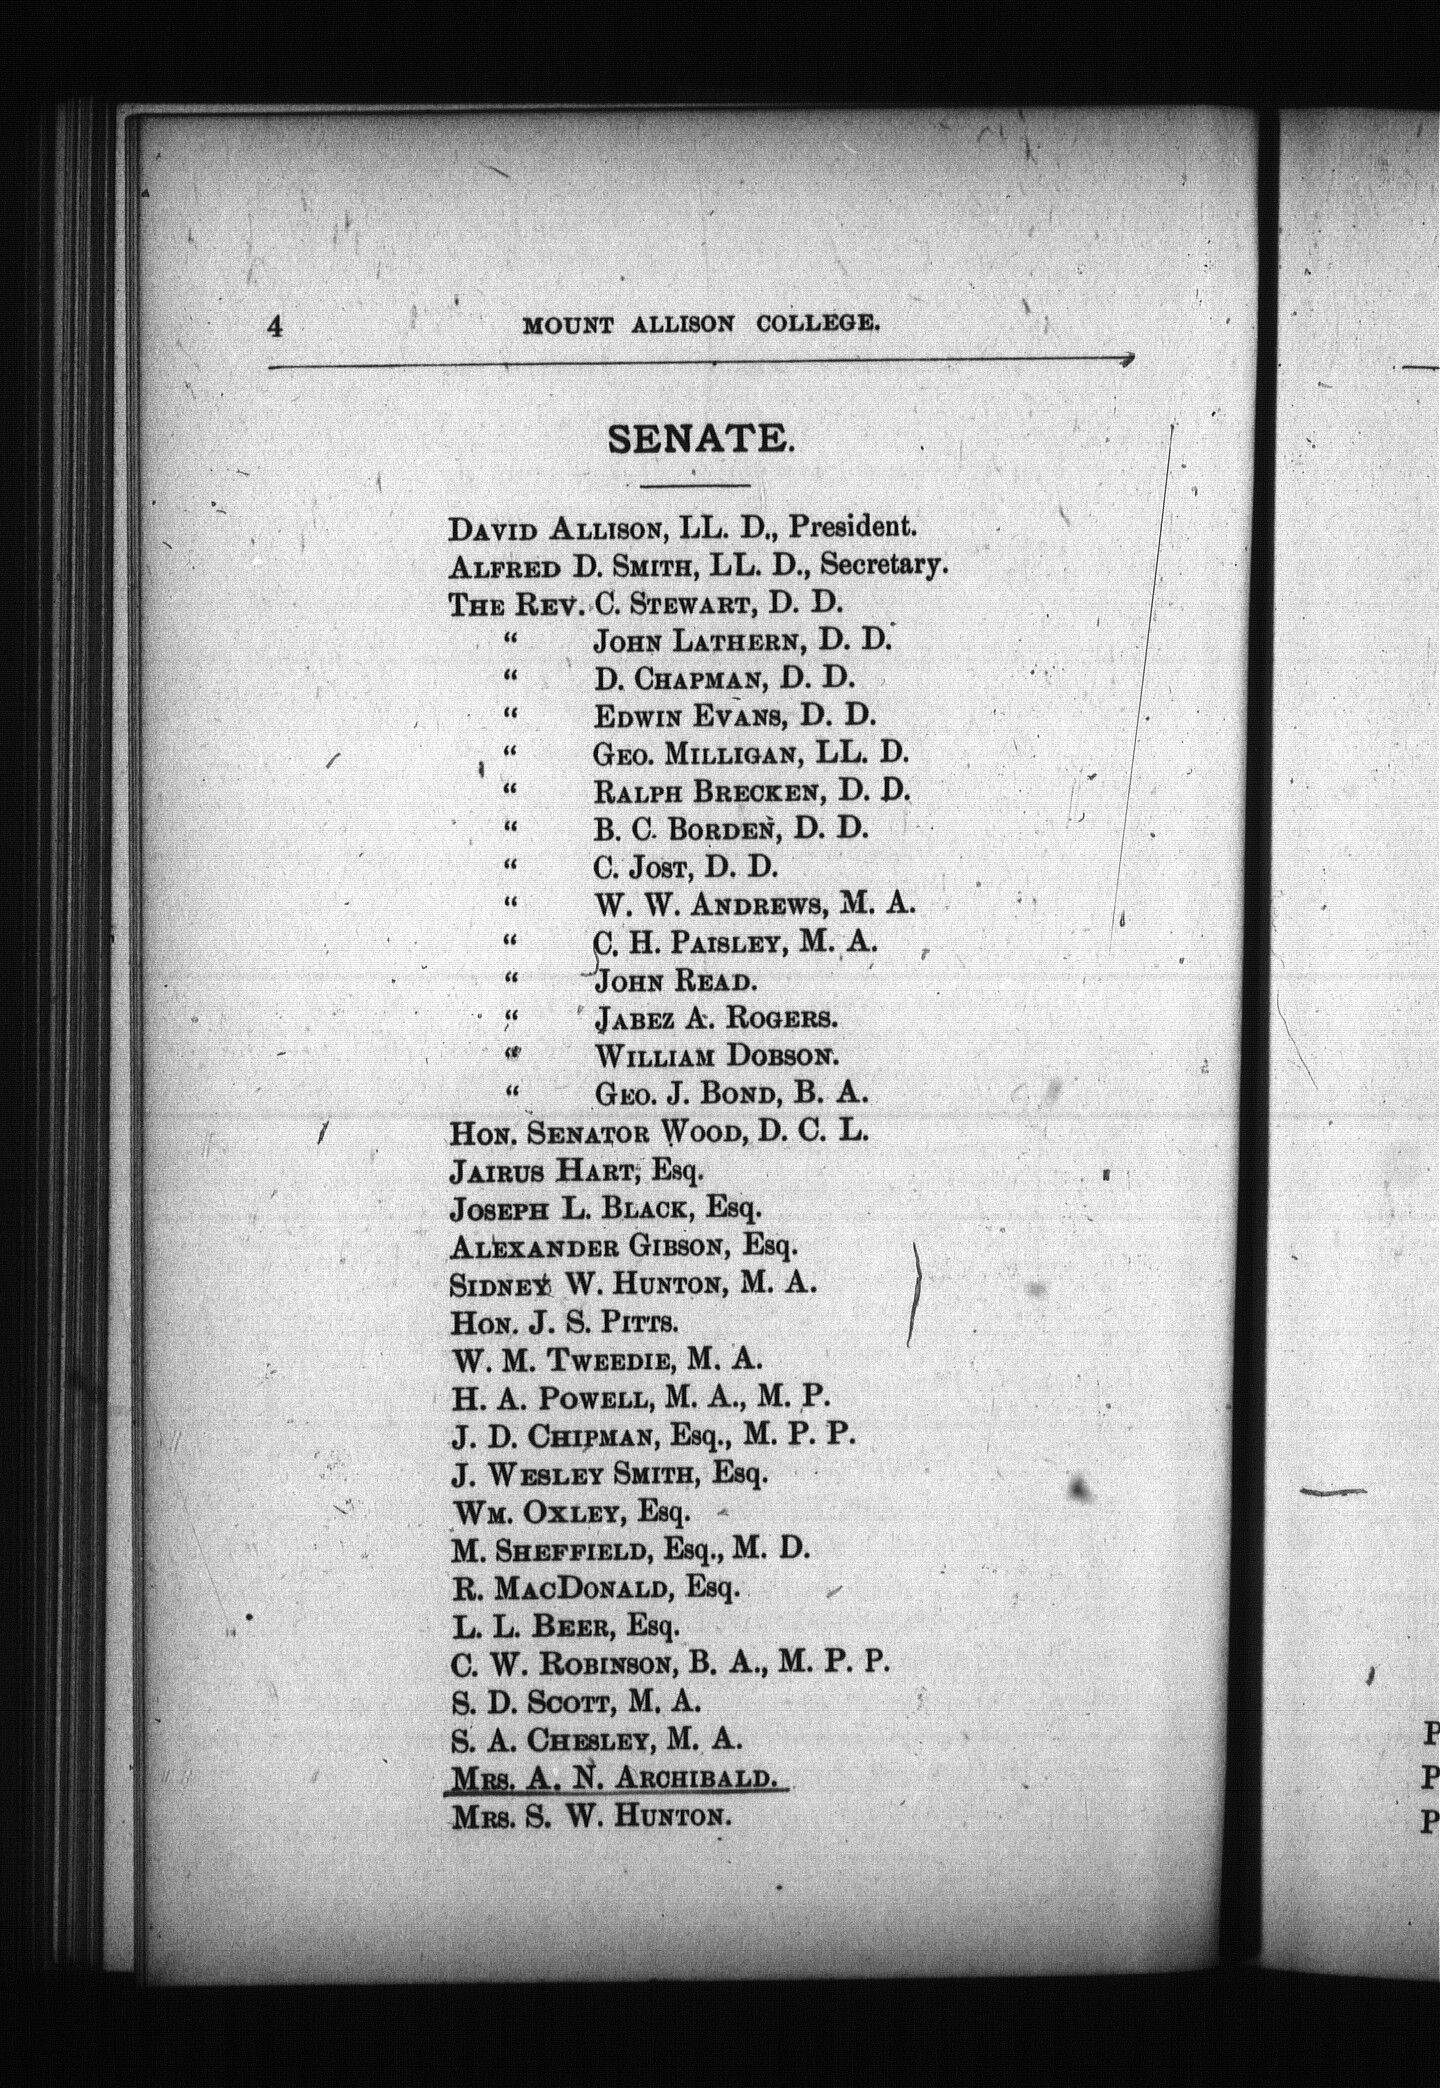 4 MOUNT ALLISON COLLEGE.
SENATE.
DAVID ALLISON, LL. D., President.
ALFRED D. SMITH, LL. D., Secretary.
THE REV. C. STEWART, D. D.
“ JOHN LATHERN, D. D.
“ D. CHAPMAN, D. D.
“ EDWIN EVANS, D. D.
“ GEO. MILLIGAN, LL. D.
“ RALPH BRECKEN, D. D.
“ B. C. BORDEN, D. D.
“ C. JOST, D. D.
“ W. W. ANDREWS, M. A.
“ C. H. PAISLEY, M. A.
“ JOHN READ.
“ JABEZ A. ROGERS.
“ WILLIAM DOBSON.
“ GEO. J. BOND, B. A.
HON. SENATOR WOOD, D. C. L.
JAIRUS HART, Esq.
JOSEPH L. BLACK, Esq.
ALEXANDER GIBSON, Esq.
SIDNEY W. HUNTON, M. A.
HON. J. S. PITTS.
W. M. TWEEDIE, M. A.
H. A. POWELL, M. A., M. P.
J. D. CHIPMAN, Esq., M. P. P.
J. WESLEY SMITH, Esq.
WM. OXLEY, Esq.
M. SHEFFIELD, Esq., M. D.
R. MACDONALD, Esq.
L. L. BEER, Esq.
C. W. ROBINSON, B. A., M. P. P.
S. D. SCOTT, M. A.
S. A. CHESLEY, M. A.
MRS. A. N. ARCHIBALD.
MRS. S. W. HUNTON.
P
P
P